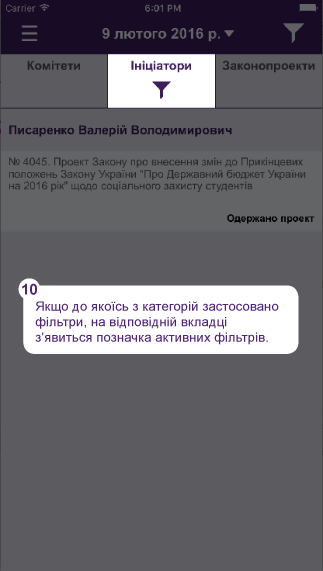 Carrier 6:01 PM
9 лютого 2016 р.
Комітети Ініціатори Законопроекти
Писаренко Валерій Володимирович
№ 4045. Проект Закону про внесення змін до Прикінцевих
положень Закону України "Про Державний бюджет України
на 2016 рік" щодо соціального захисту студентів
Одержано проект
10
Якщо до якоїсь з категорій застосовано
фільтри, на відповідній вкладці
з’явиться позначка активних фільтрів.